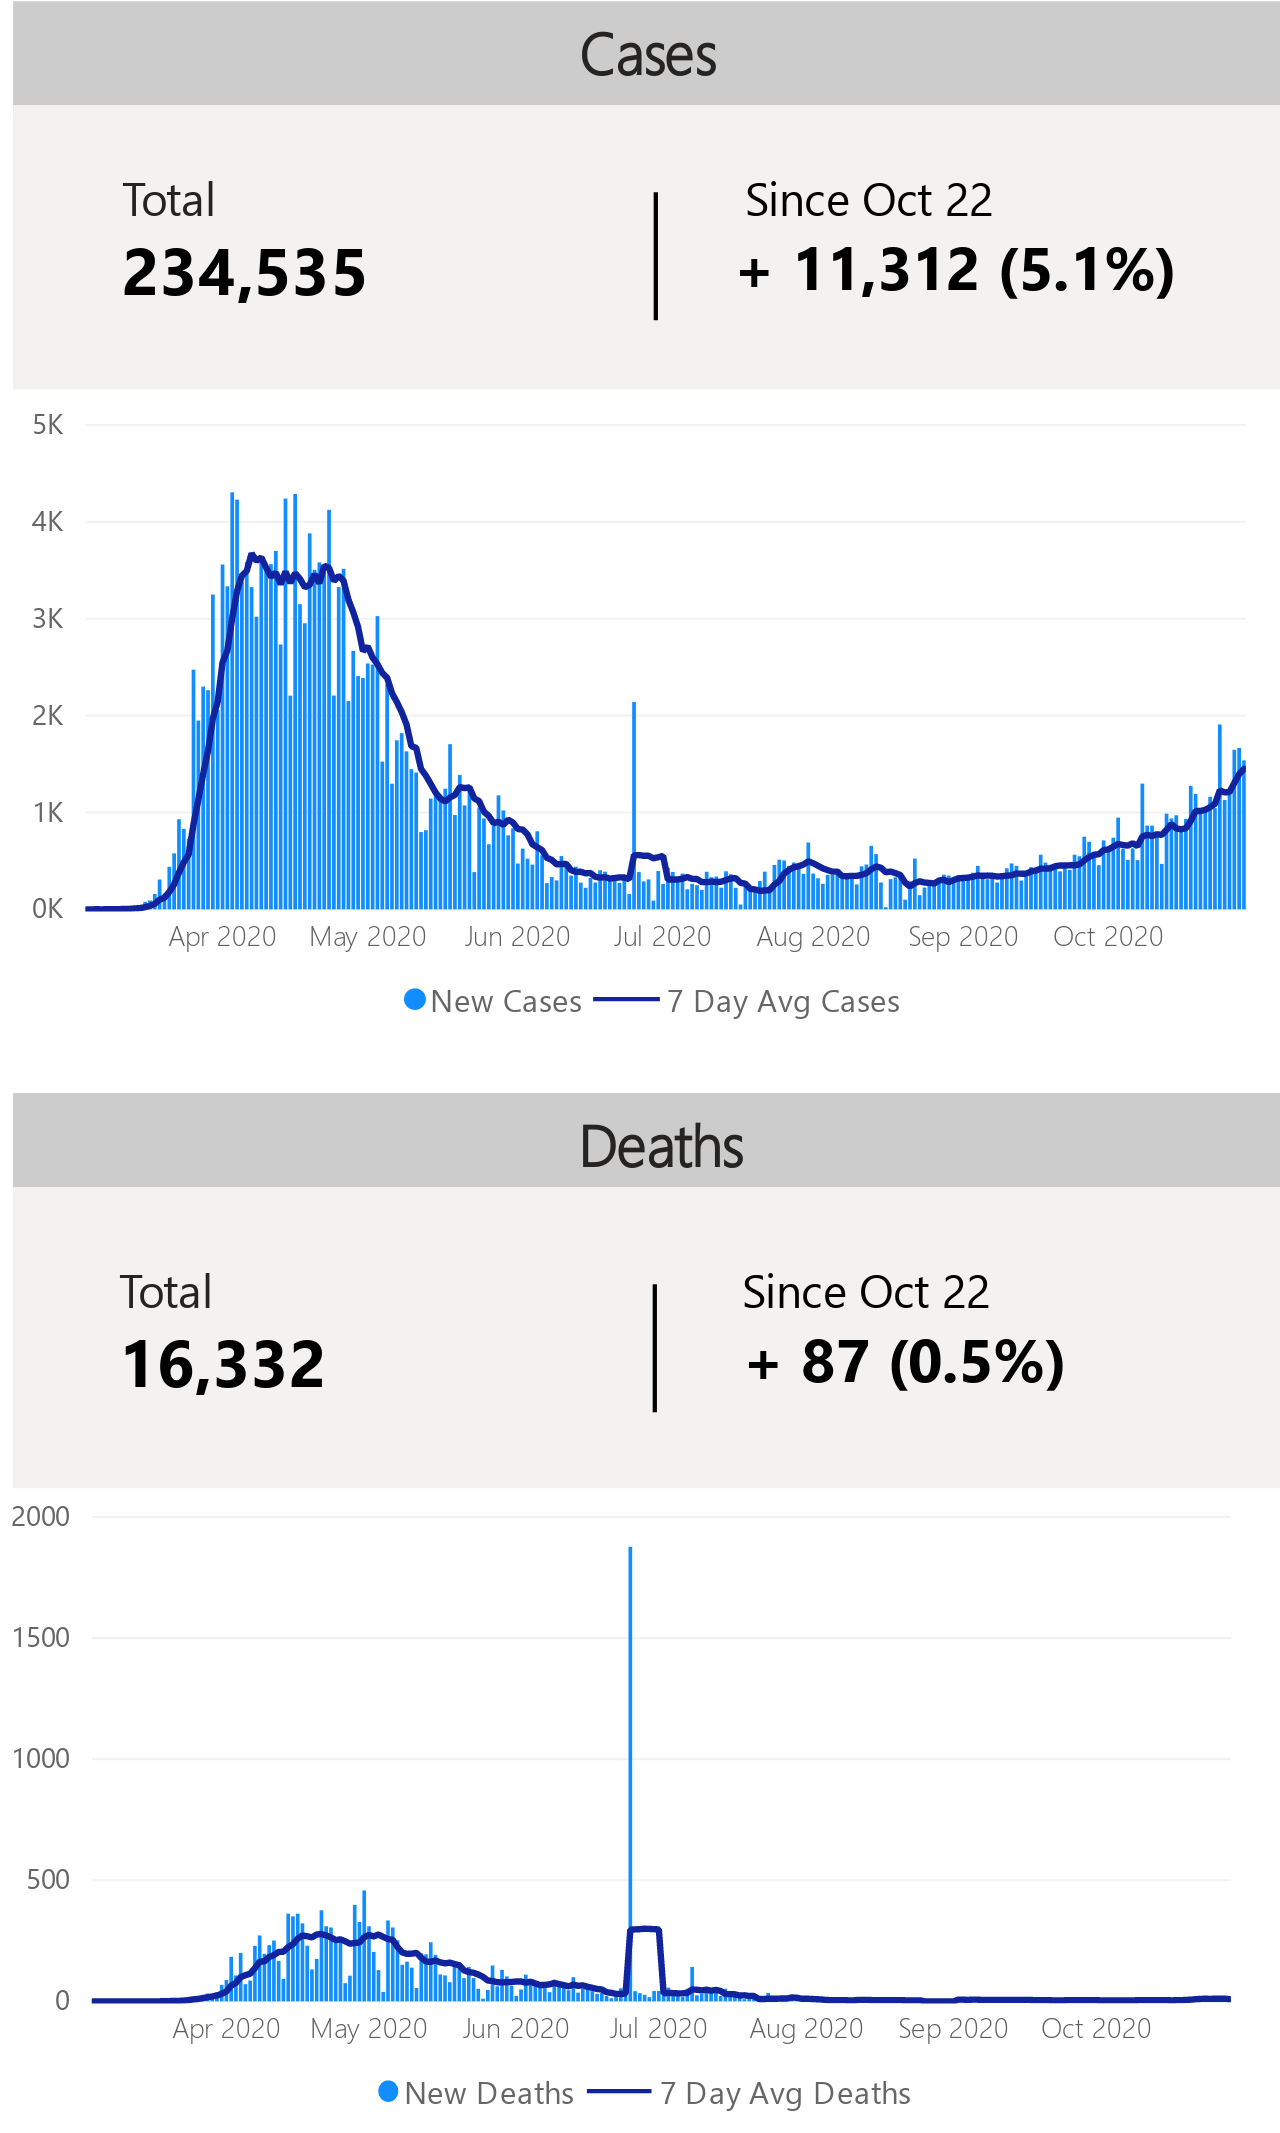 Cases
Total
Since Oct 22
234,535
+ 11,312 (5.1%)
5K
4K
3K
2K
1K
0K
Apr 2020 May 2020 Jun 2020 Jul 2020 Aug 2020 Sep 2020 Oct 2020
New Cases 7 Day Avg Cases
Deaths
Total
Since Oct 22
16,332
+ 87 (0.5%)
2000
1500
1000
500
0
Apr 2020 May 2020 Jun 2020 Jul 2020 Aug 2020 Sep 2020 Oct 2020
New Deaths 7 Day Avg Deaths